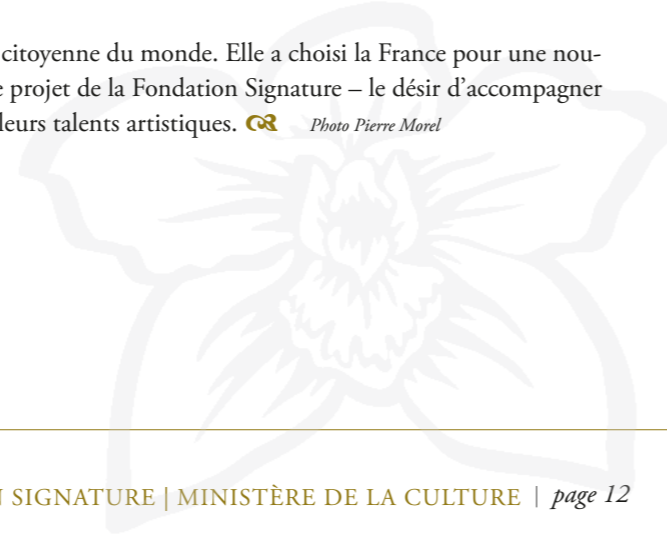 citoyenne du monde. Elle a choisi la France pour une nou-
e projet de la Fondation Signature – le désir d’accompagner
leurs talents artistiques. Photo Pierre Morel
N SIGNATURE | MINISTÈRE DE LA CULTURE | page 12